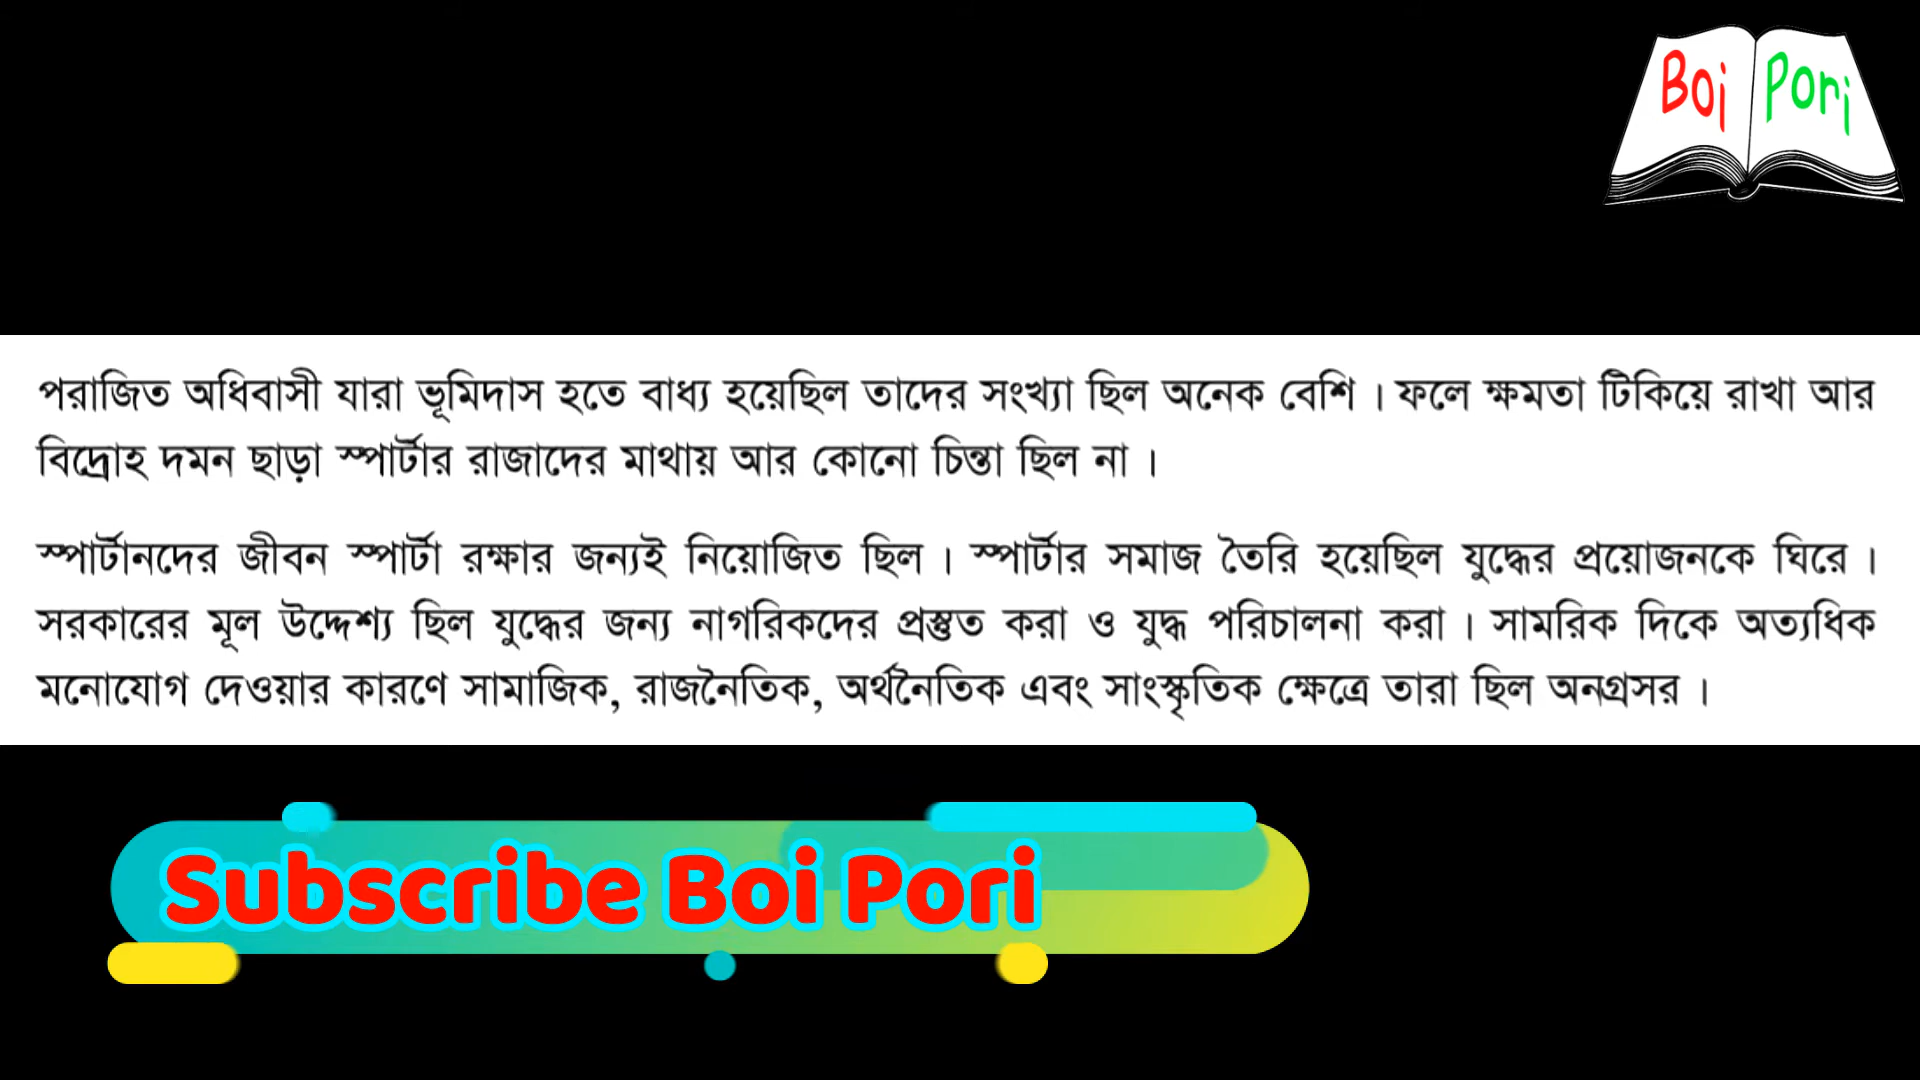 Boi Pori
পরাজিত অধিবাসী যারা ভূমিদাস হতে বাধ্য হয়েছিল তাদের সংখ্যা ছিল অনেক বেশি । ফলে ক্ষমতা টিকিয়ে রাখা আর
বিদ্রোহ দমন ছাড়া স্পার্টার রাজাদের মাথায় আর কোনো চিন্তা ছিল না ।
স্পার্টানদের জীবন স্পার্টা রক্ষার জন্যই নিয়োজিত ছিল । স্পার্টার সমাজ তৈরি হয়েছিল যুদ্ধের প্রয়োজনকে ঘিরে ।
সরকারের মূল উদ্দেশ্য ছিল যুদ্ধের জন্য নাগরিকদের প্রস্তুত করা ও যুদ্ধ পরিচালনা করা । সামরিক দিকে অত্যধিক
মনোযোগ দেওয়ার কারণে সামাজিক, রাজনৈতিক, অর্থনৈতিক এবং সাংস্কৃতিক ক্ষেত্রে তারা ছিল অনগ্রসর ।
Subscribe Boi Pori